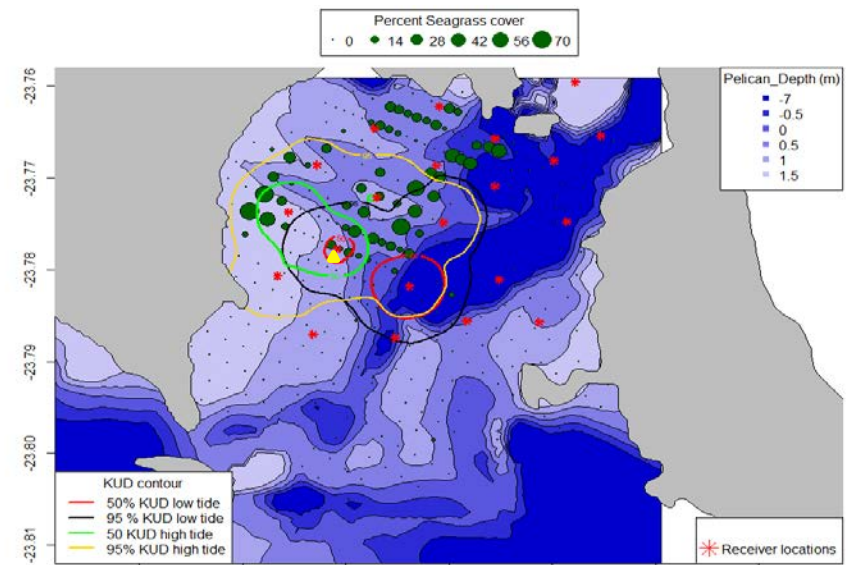 Percent Seagrass cover
0 14 28 42 56 70
Pelican_Depth (m)
-7
-0.5
0
0.5
1
1.5
-23.76
-23.77
-23.78
-23.79
-23.80
-23.81
KUD contour
50% KUD low tide
95 % KUD low tide
50 KUD high tide
95% KUD high tide
Receiver locations